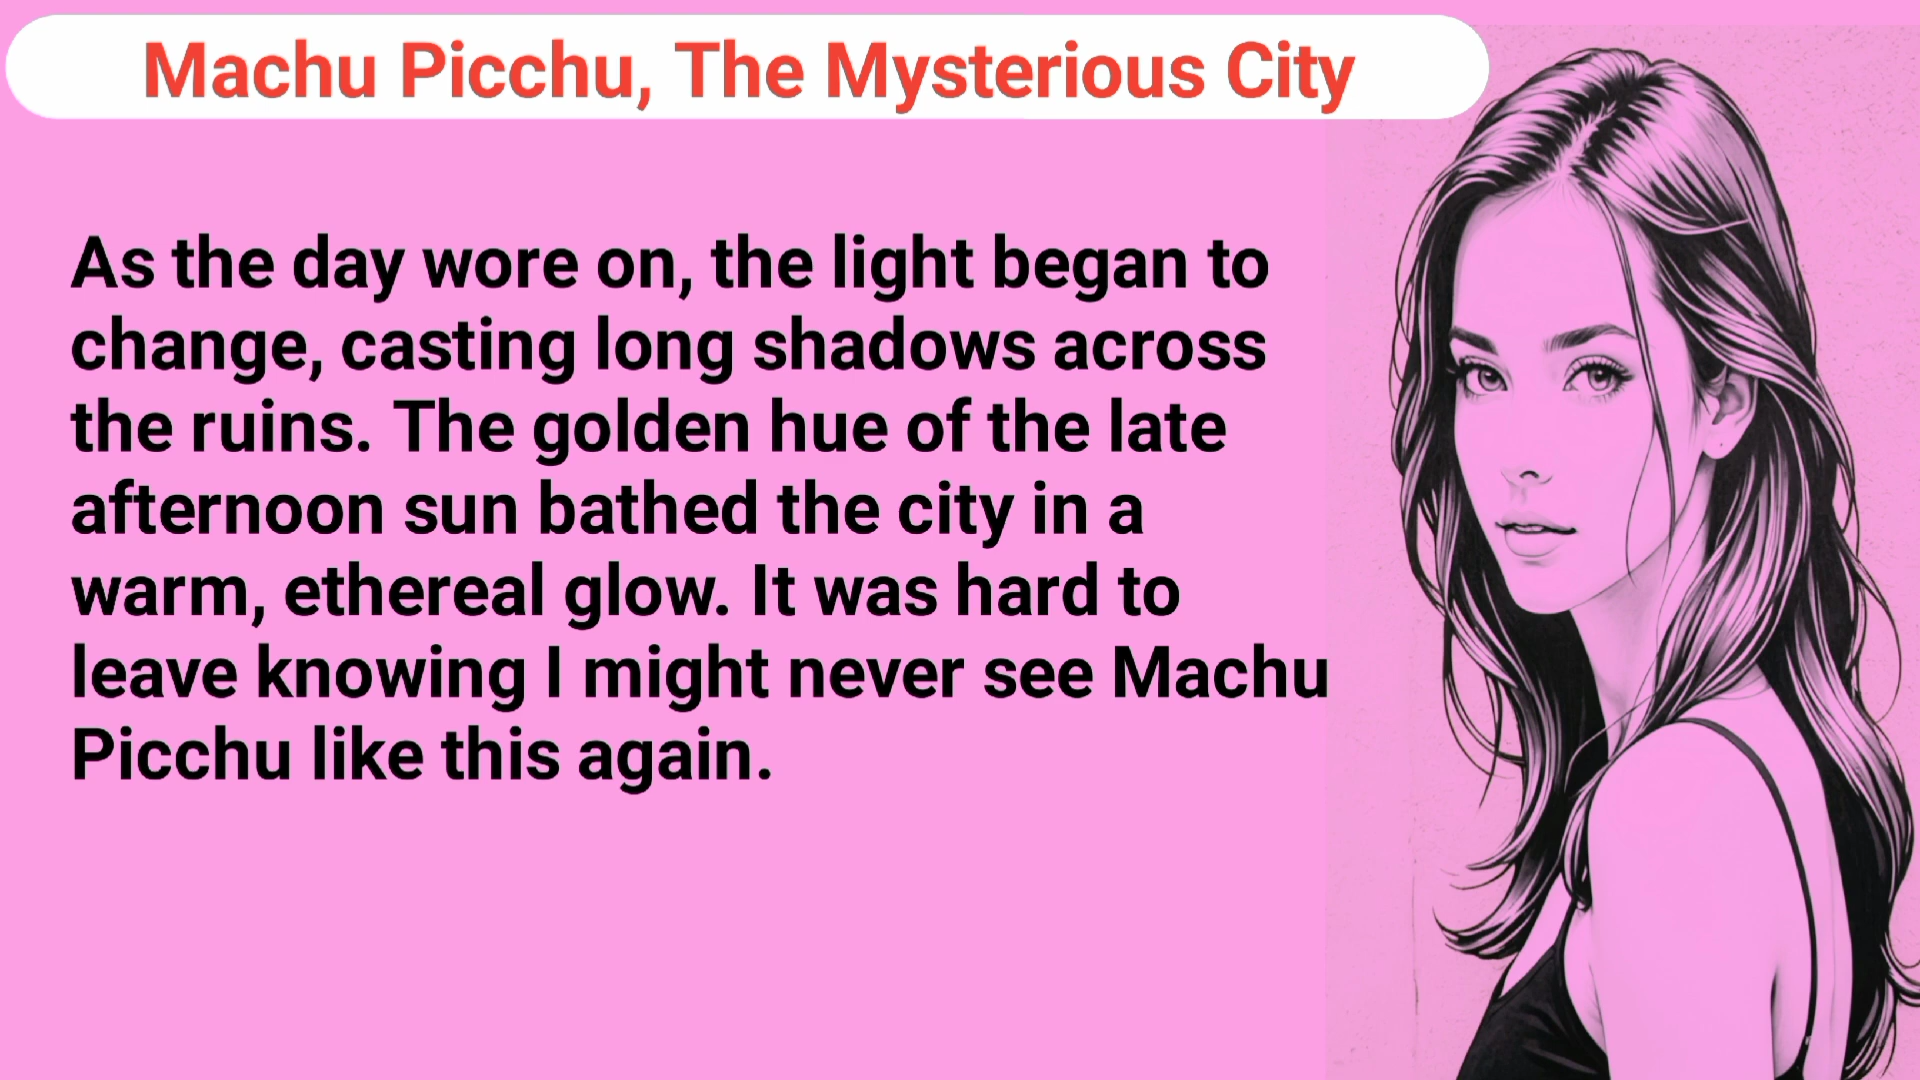 Machu Picchu, The Mysterious City
As the day wore on, the light began to
change, casting long shadows across
the ruins. The golden hue of the late
afternoon sun bathed the city in a
warm, ethereal glow. It was hard to
leave knowing I might never see Machu
Picchu like this again.